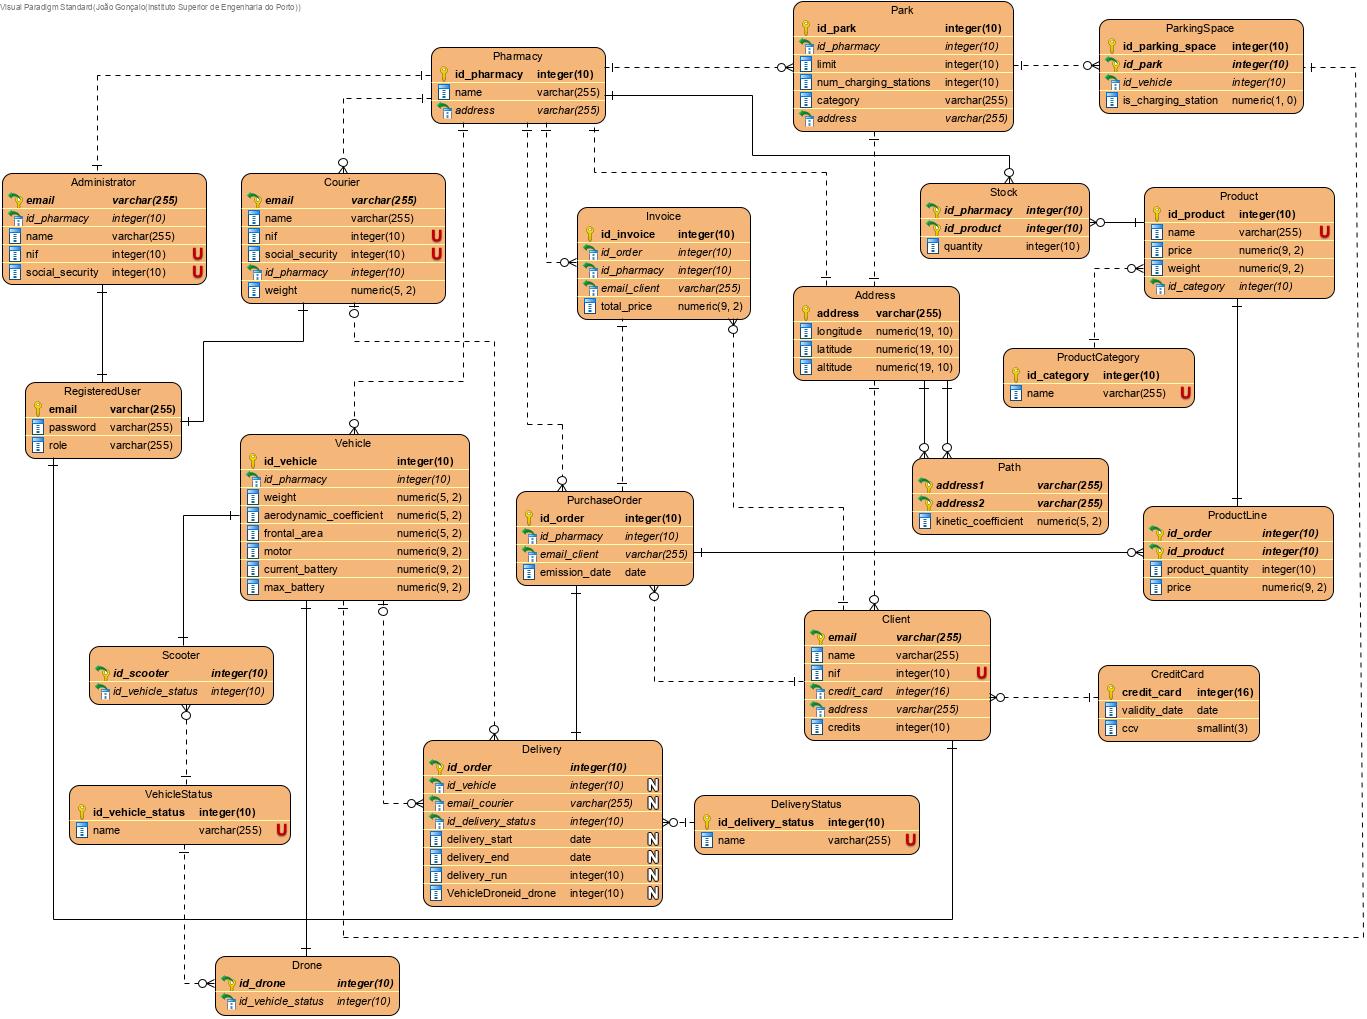 Visual Paradigm Standard(João Gonçalo(Instituto Superior de Engenharia do Porto))
Pharmacy
id_pharmacy integer(10)
name varchar(255)
address varchar(255)
Park
id_park integer(10)
id_pharmacy integer(10)
limit integer(10)
num_charging_stations integer(10)
category varchar(255)
address varchar(255)
ParkingSpace
id_parking_space integer(10)
id_park integer(10)
id_vehicle integer(10)
is_charging_station numeric(1, 0)
Administrator
email varchar(255)
id_pharmacy integer(10)
name varchar(255)
nif integer(10) U
social_security integer(10) U
Courier
email varchar(255)
name varchar(255)
nif integer(10) U
social_security integer(10) U
id_pharmacy integer(10)
weight numeric(5, 2)
Invoice
id_invoice integer(10)
id_order integer(10)
id_pharmacy integer(10)
email_client varchar(255)
total_price numeric(9, 2)
Stock
id_pharmacy integer(10)
id_product integer(10)
quantity integer(10)
Product
id_product integer(10)
name varchar(255) U
price numeric(9, 2)
weight numeric(9, 2)
id_category integer(10)
Address
address varchar(255)
longitude numeric(19, 10)
latitude numeric(19, 10)
altitude numeric(19, 10)
ProductCategory
id_category integer(10)
name varchar(255) U
RegisteredUser
email varchar(255)
password varchar(255)
role varchar(255)
Vehicle
id_vehicle integer(10)
id_pharmacy integer(10)
weight numeric(5, 2)
aerodynamic_coefficient numeric(5, 2)
frontal_area numeric(5, 2)
motor numeric(9, 2)
current_battery numeric(9, 2)
max_battery numeric(9, 2)
Path
address1 varchar(255)
address2 varchar(255)
kinetic_coefficient numeric(5, 2)
PurchaseOrder
id_order integer(10)
id_pharmacy integer(10)
email_client varchar(255)
emission_date date
ProductLine
id_order integer(10)
id_product integer(10)
product_quantity integer(10)
price numeric(9, 2)
Client
email varchar(255)
name varchar(255)
nif integer(10) U
credit_card integer(16)
address varchar(255)
credits integer(10)
Scooter
id_scooter integer(10)
id_vehicle_status integer(10)
CreditCard
credit_card integer(16)
validity_date date
ccv smallint(3)
Delivery
id_order integer(10)
id_vehicle integer(10) N
email_courier varchar(255) N
id_delivery_status integer(10)
delivery_start date N
delivery_end date N
delivery_run integer(10) N
VehicleDroneid_drone integer(10) N
VehicleStatus
id_vehicle_status integer(10)
name varchar(255) U
DeliveryStatus
id_delivery_status integer(10)
name varchar(255) U
Drone
id_drone integer(10)
id_vehicle_status integer(10)